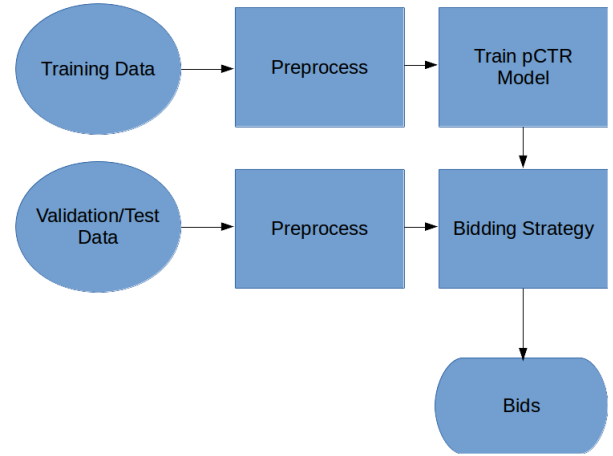 Training Data
Preprocess
Train pCTR
Model
Validation/Test
Data
Preprocess
Bidding Strategy
Bids